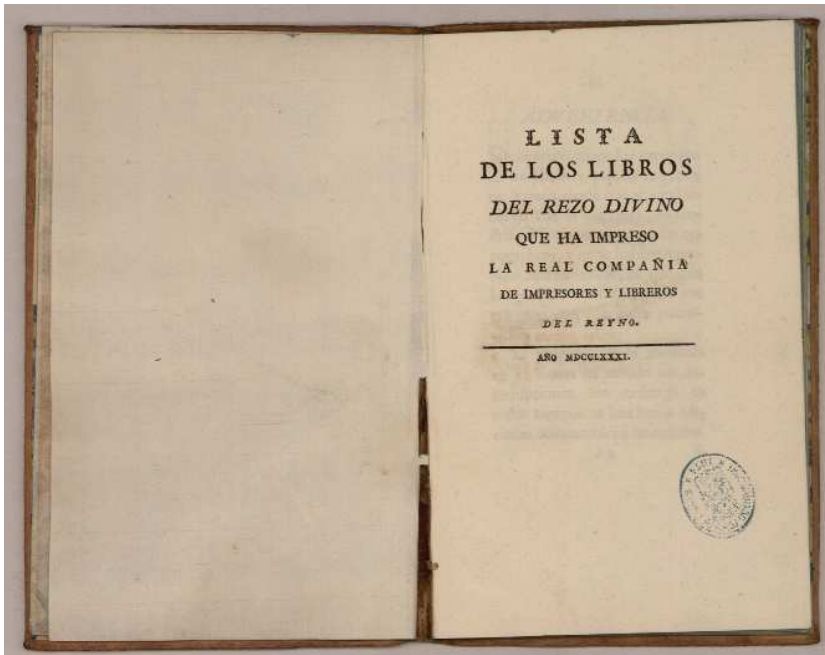 LISTA
DE LOS LIBROS
DEL REZO DIVINO
QUE HA IMPRESO
LA REAL COMPAÑIA
DE IMPRESORES Y LIBREROS
DEL REYNO.
AÑO MDCCLXXXI.